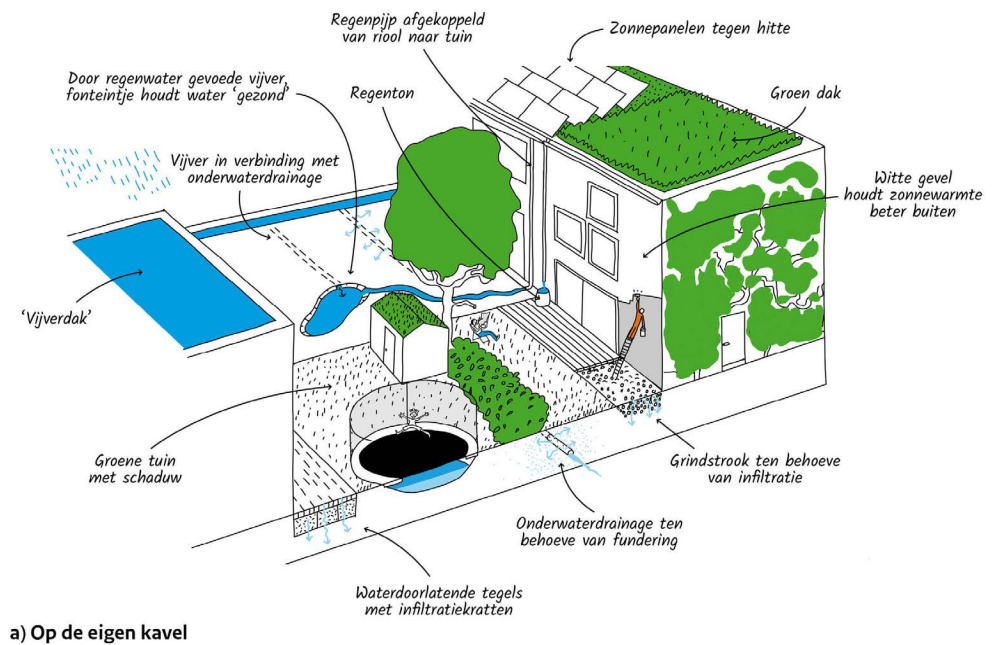 Regenpijp afgekoppeld
van riool naar tuin
Zonnepanelen tegen hitte
Door regenwater gevoede vijver,
fonteintje houdt water ‘gezond’
Regenton
Groen dak
Vijver in verbinding met
onderwaterdrainage
Witte gevel
houdt zonnewarmte
beter buiten
‘Vijverdak’
Groene tuin
met schaduw
Grindstrook ten behoeve
van infiltratie
Onderwaterdrainage ten
behoeve van fundering
Waterdoorlatende tegels
met infiltratiekratten
a) Op de eigen kavel